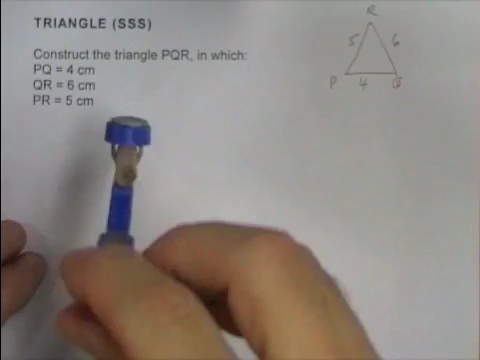 TRIANGLE (SSS)
Construct the triangle PQR, in which:
PQ = 4 cm
QR = 6 cm
PR = 5 cm
R
5 6
P 4 Q